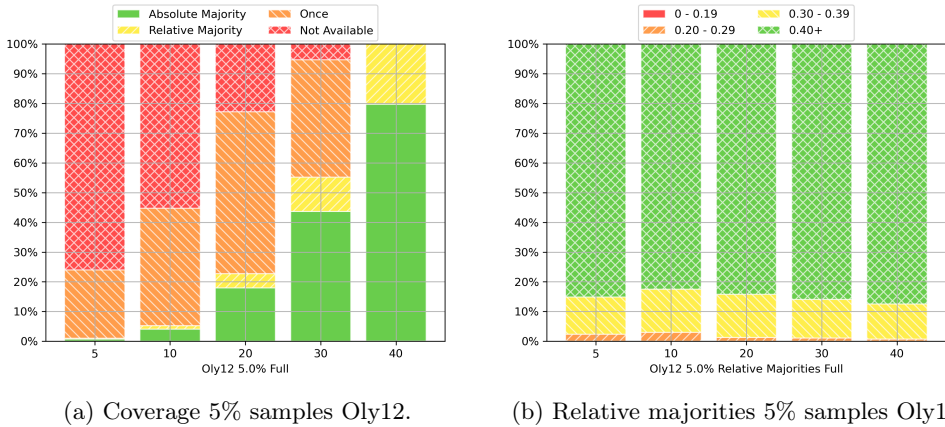 Absolute Majority Once
Relative Majority Not Available
100%
90%
80%
70%
60%
50%
40%
30%
20%
10%
0%
5 10 20 30 40
Oly12 5.0% Full
(a) Coverage 5% samples Oly12.
0 - 0.19 0.30 - 0.39
0.20 - 0.29 0.40+
100%
90%
80%
70%
60%
50%
40%
30%
20%
10%
0%
5 10 20 30 40
Oly12 5.0% Relative Majorities Full
(b) Relative majorities 5% samples Oly1